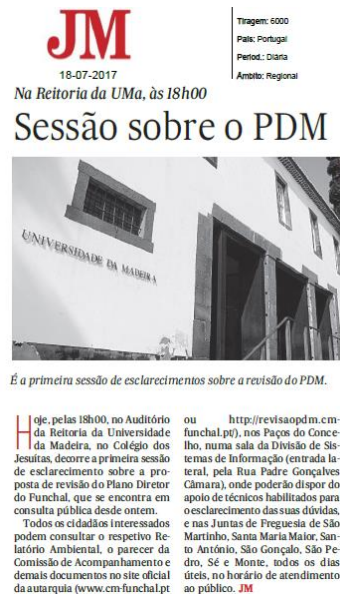 JM
18-07-2017
Tiragem: 6000
País: Portugal
Period.: Diária
Âmbito: Regional
Na Reitoria da UMa, às 18h00
Sessão sobre o PDM
UNIVERSIDADE DA MADEIRA
É a primeira sessão de esclarecimentos sobre a revisão do PDM.
Hoje, pelas 18h00, no Auditório
da Reitoria da Universidade
da Madeira, no Colégio dos
Jesuítas, decorre a primeira sessão
de esclarecimento sobre a pro-
posta de revisão do Plano Diretor
do Funchal, que se encontra em
consulta pública desde ontem.
Todos os cidadãos interessados
podem consultar o respetivo Re-
latório Ambiental, o parecer da
Comissão de Acompanhamento e
demais documentos no site oficial
da autarquia (www.cm-funchal.pt
ou http://revisaopdm.cm-
funchal.pt/), nos Paços do Conce-
lho, numa sala da Divisão de Sis-
temas de Informação (entrada la-
teral, pela Rua Padre Gonçalves
Câmara), onde poderão dispor do
apoio de técnicos habilitados para
o esclarecimento das suas dúvidas,
e nas Juntas de Freguesia de São
Martinho, Santa Maria Maior, San-
to António, São Gonçalo, São Pe-
dro, Sé e Monte, todos os dias
úteis, no horário de atendimento
ao público. JM